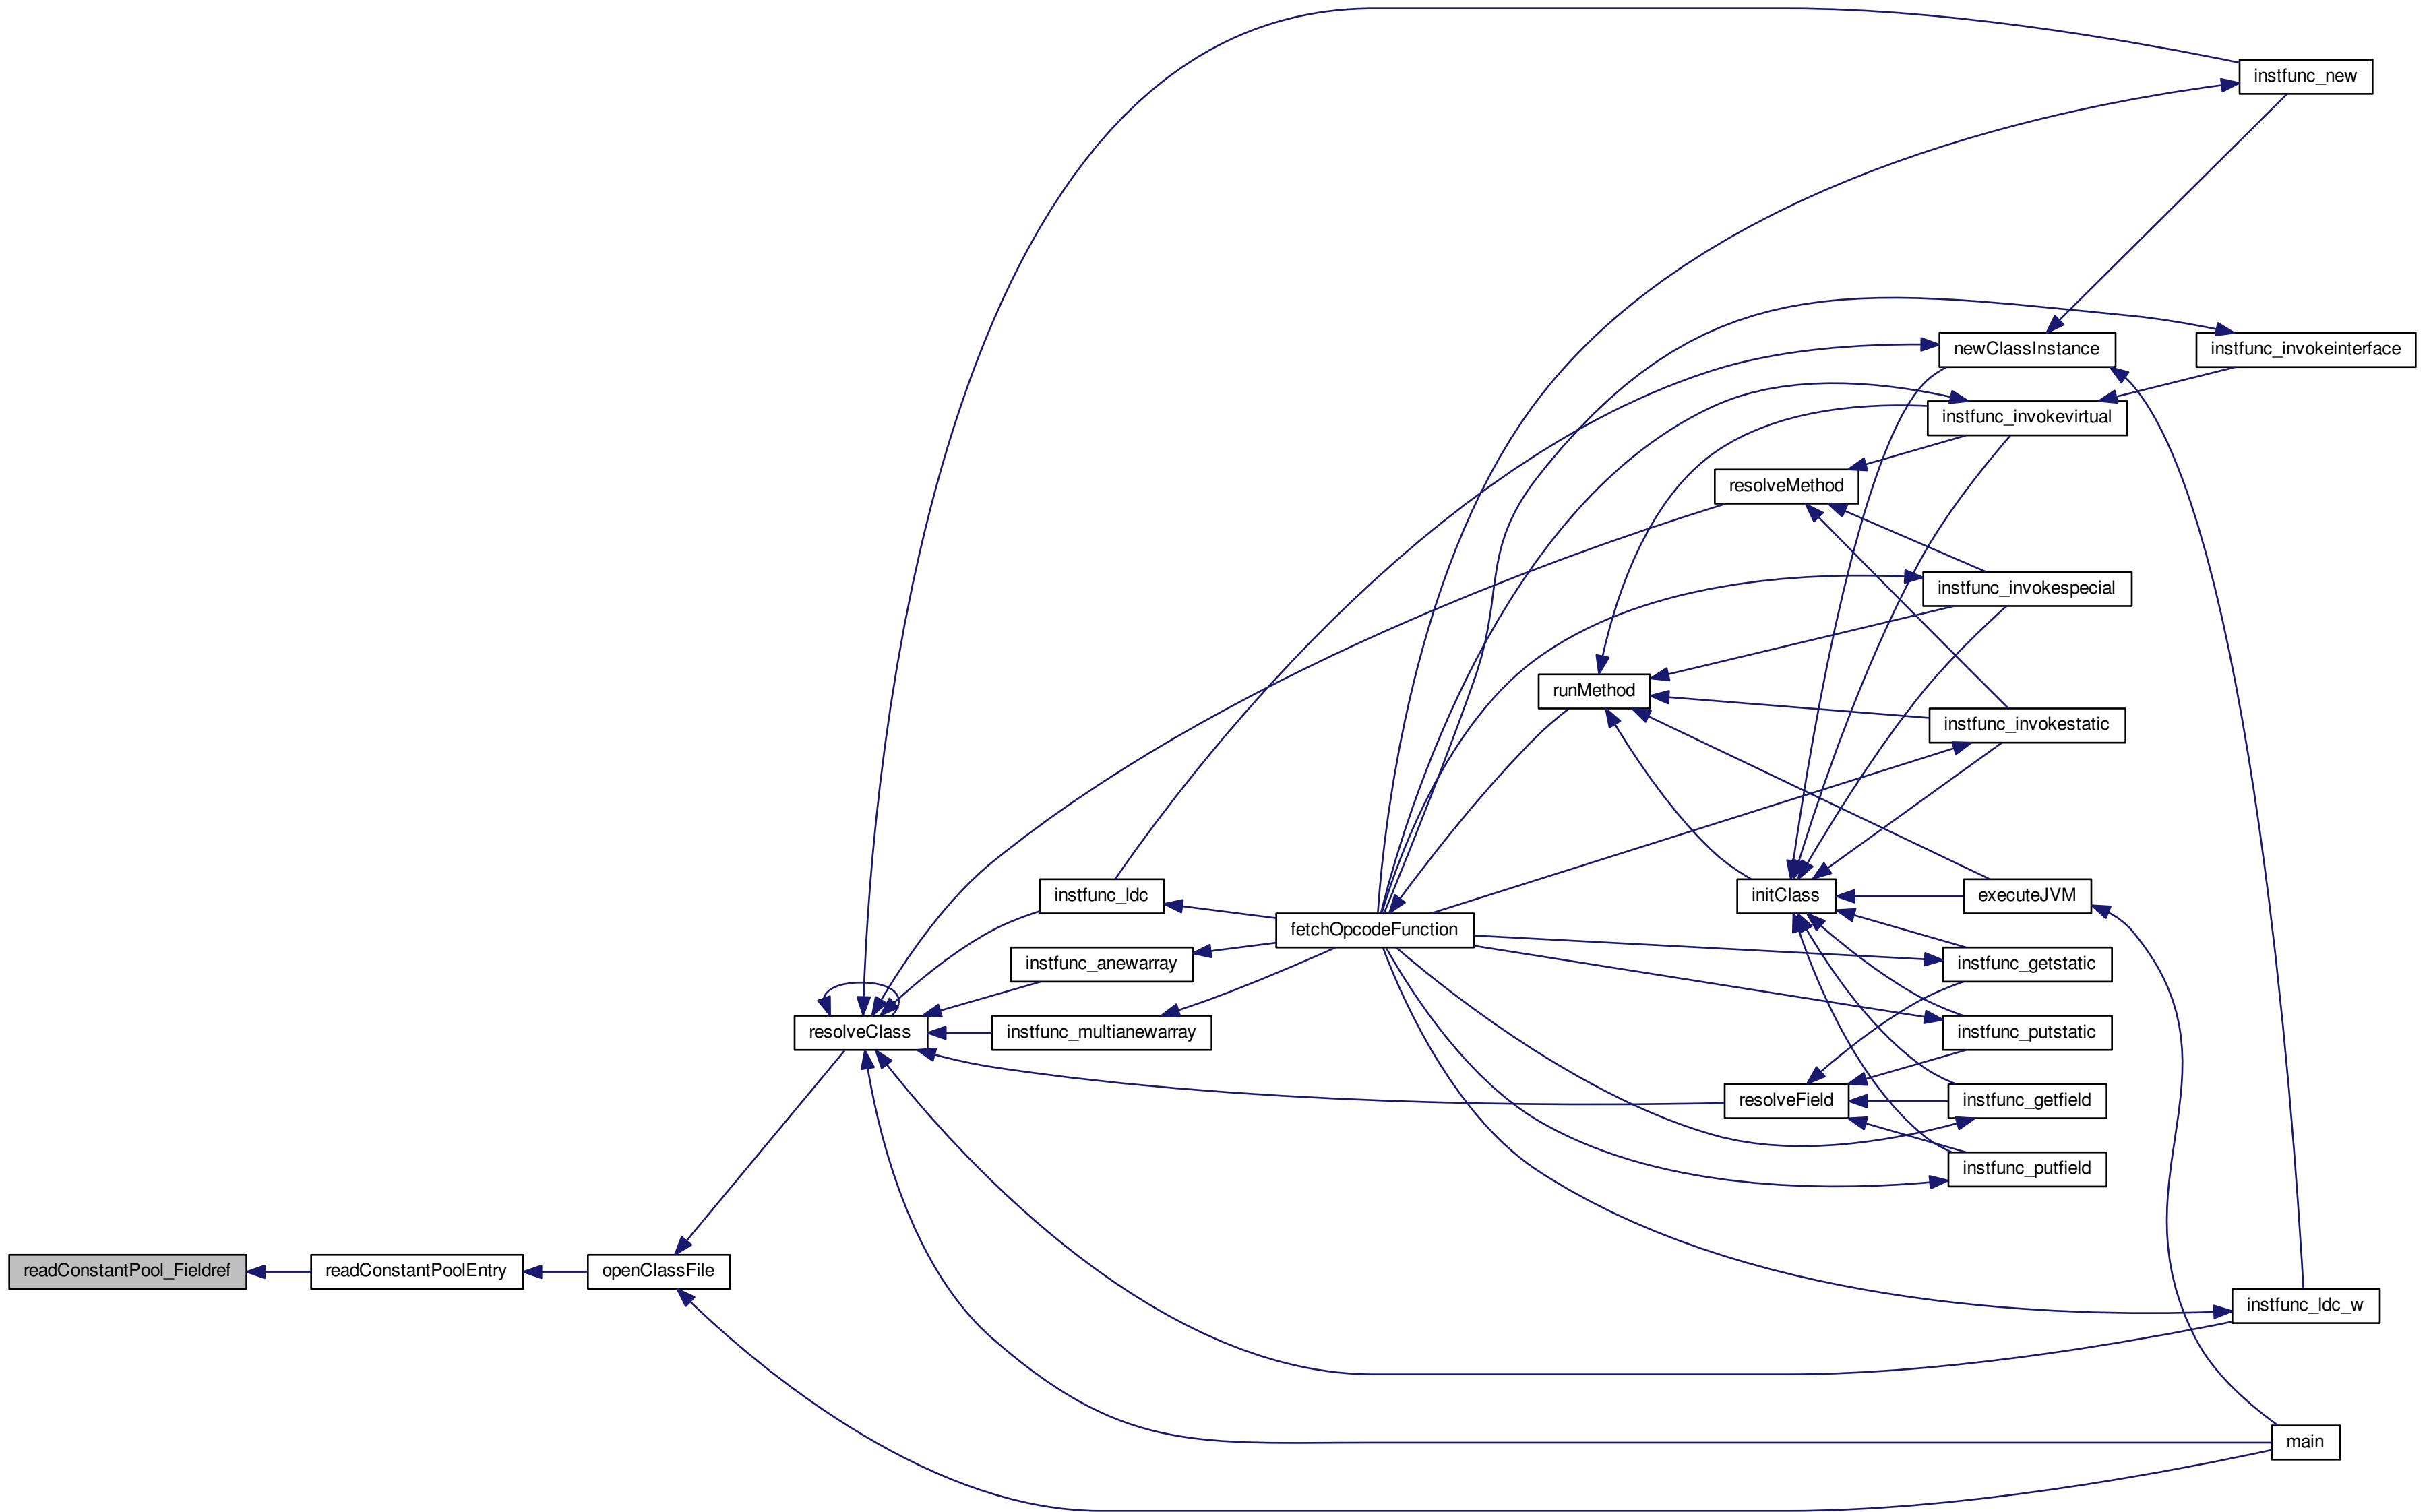 instfunc_new
newClassInstance
instfunc_invokeinterface
instfunc_invokevirtual
resolveMethod
instfunc_invokespecial
runMethod
instfunc_invokestatic
instfunc_ldc
initClass
executeJVM
fetchOpcodeFunction
instfunc_anewarray
instfunc_getstatic
resolveClass
instfunc_multianewarray
instfunc_putstatic
resolveField
instfunc_getfield
instfunc_putfield
readConstantPool_Fieldref
readConstantPoolEntry
openClassFile
instfunc_ldc_w
main